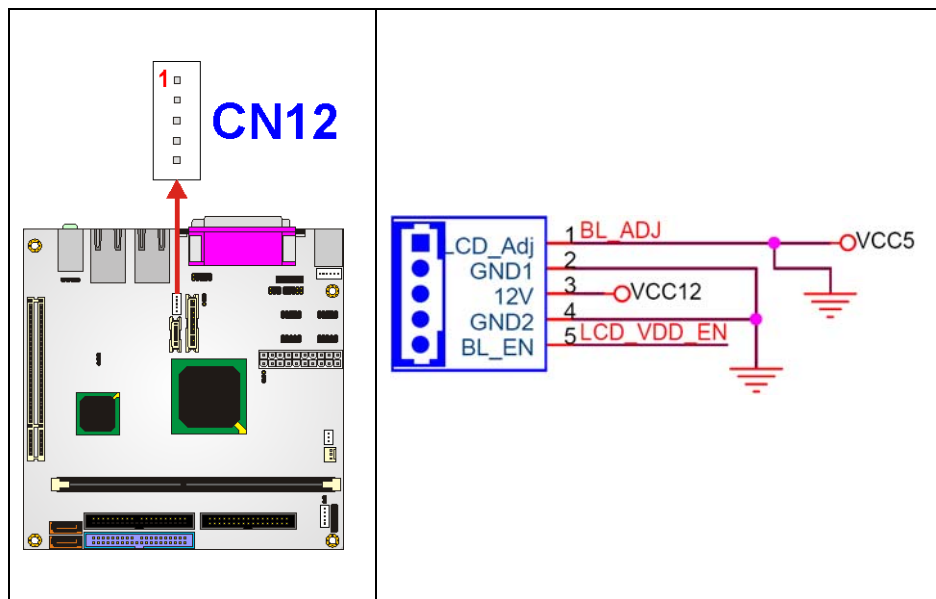 1
CN12
LCD_Adj 1 BL_ADJ VCC5
GND1 2
12V 3 VCC12
GND2 4
BL_EN 5 LCD_VDD_EN